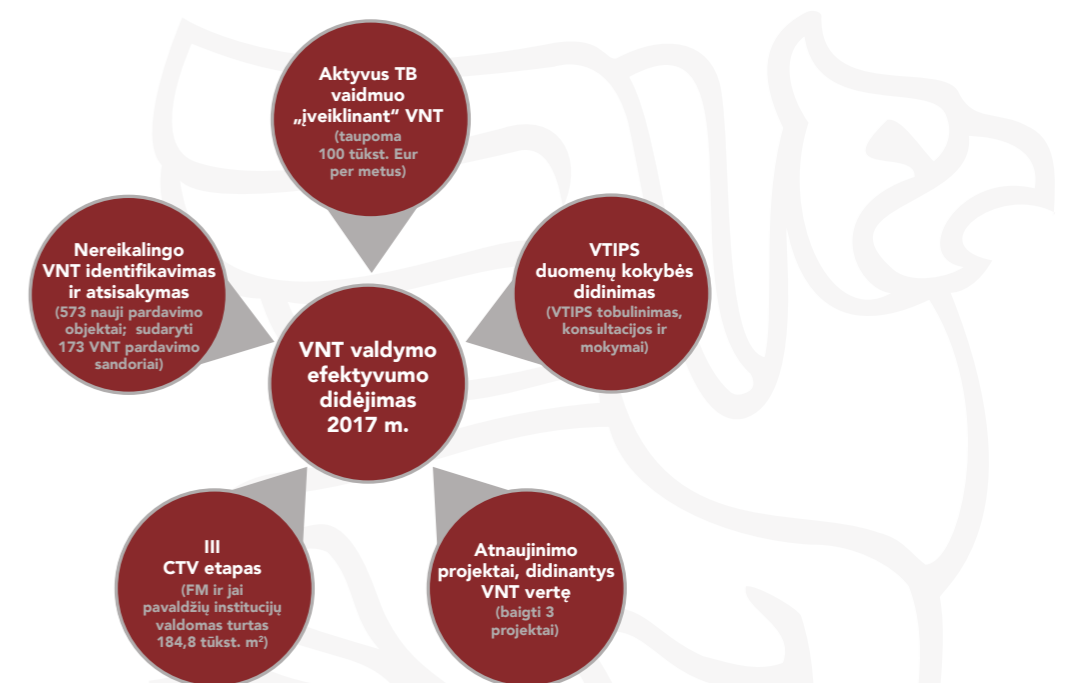 Aktyvus TB
vaidmuo
„įveiklinant“ VNT
(taupoma
100 tūkst. Eur
per metus)
Nereikalingo
VNT identifikavimas
ir atsisakymas
(573 nauji pardavimo
objektai; sudaryti
173 VNT pardavimo
sandoriai)
VTIPS
duomenų kokybės
didinimas
(VTIPS tobulinimas,
konsultacijos ir
mokymai)
VNT valdymo
efektyvumo
didėjimas
2017 m.
III
CTV etapas
(FM ir jai
pavaldžių institucijų
valdomas turtas
184,8 tūkst. m²)
Atnaujinimo
projektai, didinantys
VNT vertę
(baigti 3
projektai)